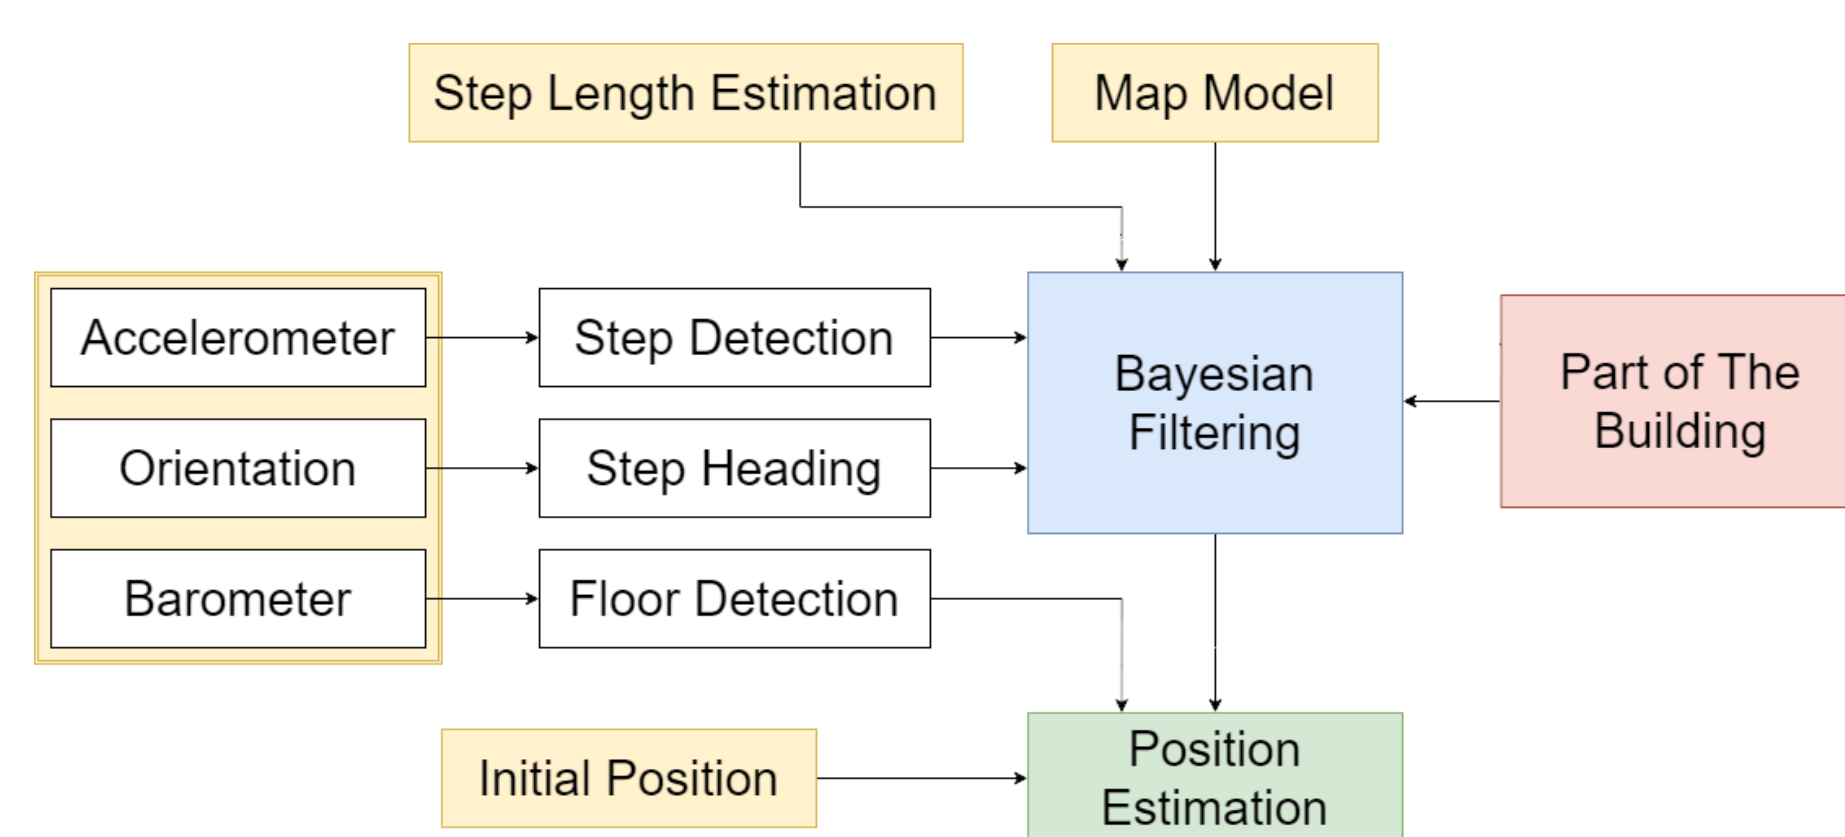 Step Length Estimation
Map Model
Accelerometer
Step Detection
Bayesian
Filtering
Part of The
Building
Orientation
Step Heading
Barometer
Floor Detection
Initial Position
Position
Estimation